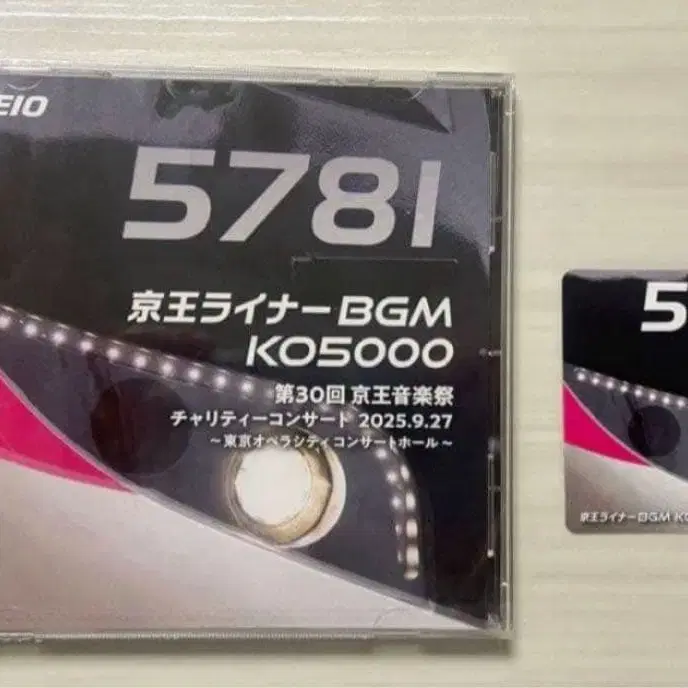 EIO
5781
京王ライナーBGM
KO5000
第30回 京王音楽祭
チャリティーコンサート 2025.9.27
～東京オペラシティコンサートホール～
5
京王ライナーBGM KO